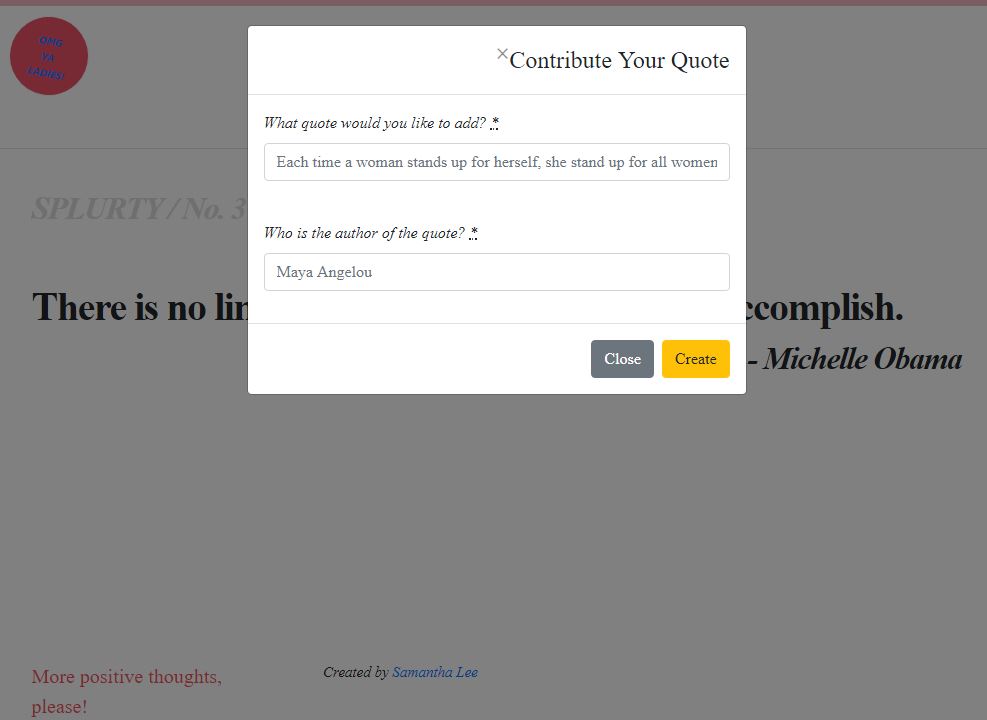 OMG
YA
LADIES!
×Contribute Your Quote
What quote would you like to add? *
Each time a woman stands up for herself, she stand up for all women
SPLURTY / No. 3
Who is the author of the quote? *
Maya Angelou
There is no lin ccomplish.
Close Create
- Michelle Obama
More positive thoughts,
please!
Created by Samantha Lee